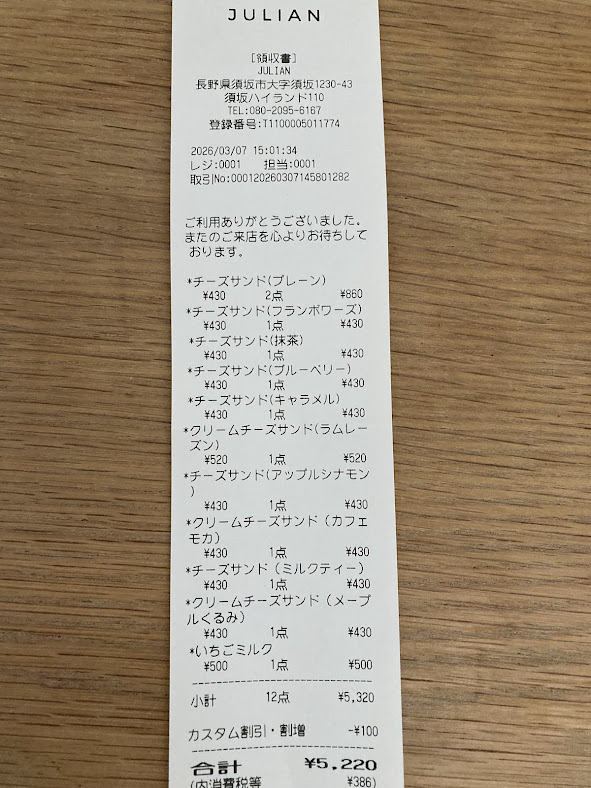 JULIAN
[領収書]
JULIAN
長野県須坂市大字須坂1230-43
須坂ハイランド110
TEL:080-2095-6167
登録番号:T1100005011774
2026/03/07 15:01:34
レジ:0001 担当:0001
取引No:000120260307145801282
ご利用ありがとうございました。
またのご来店を心よりお待ちして
おります。
*チーズサンド(プレーン)
¥430 2点 ¥860
*チーズサンド(フランボワーズ)
¥430 1点 ¥430
*チーズサンド(抹茶)
¥430 1点 ¥430
*チーズサンド(ブルーベリー)
¥430 1点 ¥430
*チーズサンド(キャラメル)
¥430 1点 ¥430
*クリームチーズサンド(ラムレー
ズン)
¥520 1点 ¥520
*チーズサンド(アップルシナモン
)
¥430 1点 ¥430
*クリームチーズサンド（カフェ
モカ）
¥430 1点 ¥430
*チーズサンド（ミルクティー）
¥430 1点 ¥430
*クリームチーズサンド（メープ
ルくるみ）
¥430 1点 ¥430
*いちごミルク
¥500 1点 ¥500
小計 12点 ¥5,320
カスタム割引・割増 -¥100
合計 ¥5,220
(内消費税等 ¥386)